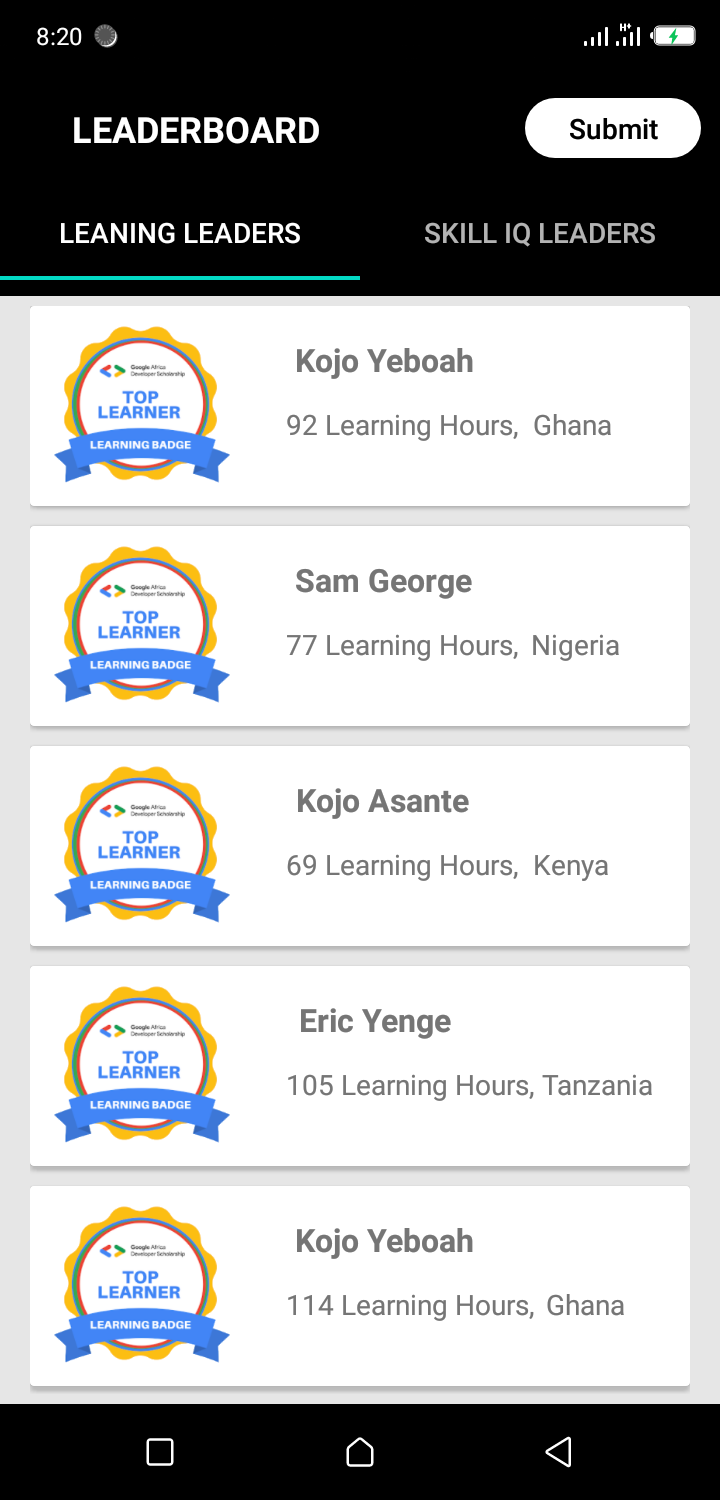 8:20
H+
LEADERBOARD
Submit
LEANING LEADERS
SKILL IQ LEADERS
Google Africa
Developer Scholarship
TOP
LEARNER
LEARNING BADGE
Kojo Yeboah
92 Learning Hours, Ghana
Google Africa
Developer Scholarship
TOP
LEARNER
LEARNING BADGE
Sam George
77 Learning Hours, Nigeria
Google Africa
Developer Scholarship
TOP
LEARNER
LEARNING BADGE
Kojo Asante
69 Learning Hours, Kenya
Google Africa
Developer Scholarship
TOP
LEARNER
LEARNING BADGE
Eric Yenge
105 Learning Hours, Tanzania
Google Africa
Developer Scholarship
TOP
LEARNER
LEARNING BADGE
Kojo Yeboah
114 Learning Hours, Ghana